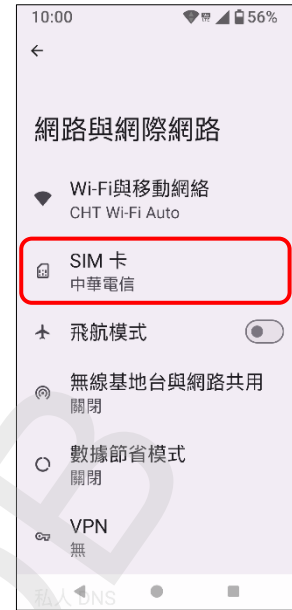 10:00 56%
網路與網際網路
Wi-Fi與移動網絡
CHT Wi-Fi Auto
SIM 卡
中華電信
飛航模式
無線基地台與網路共用
關閉
數據節省模式
關閉
VPN
無
私人 DNS